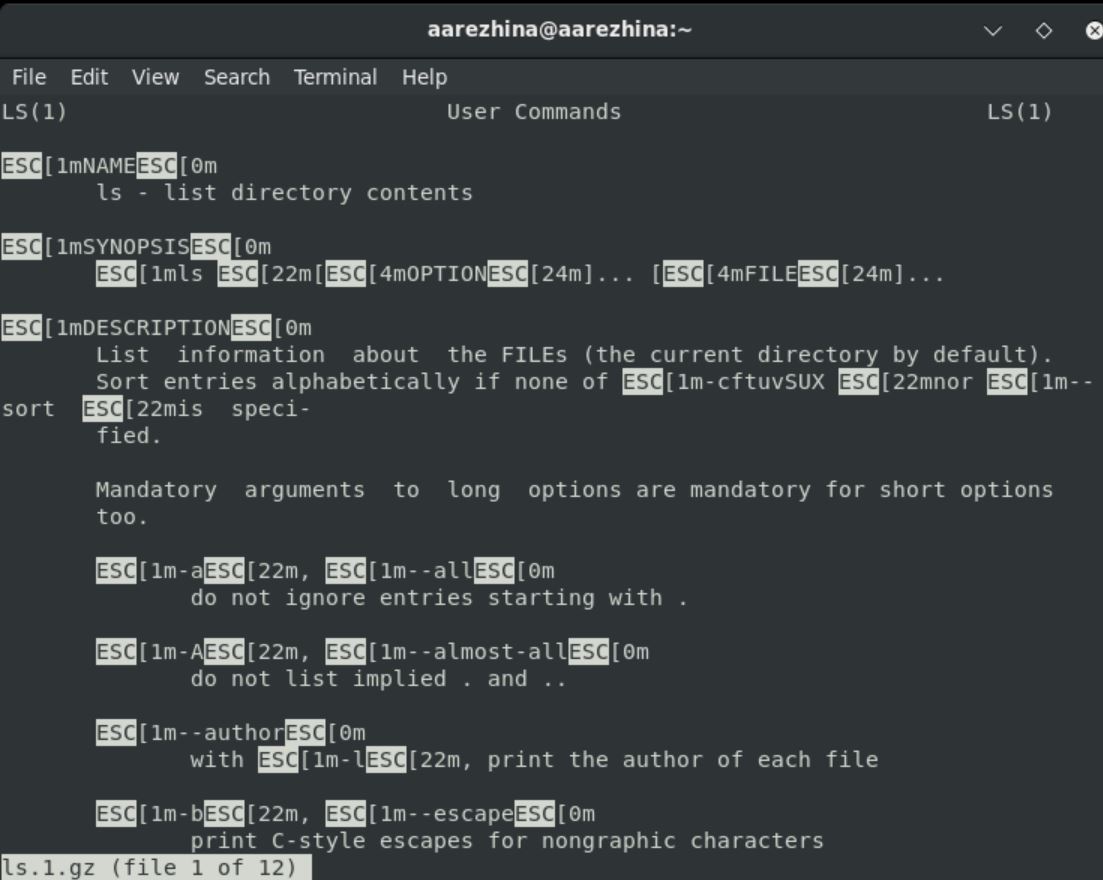 aarezhina@aarezhina:~
File Edit View Search Terminal Help
LS(1) User Commands LS(1)
ESC[1mNAMEESC[0m
ls - list directory contents
ESC[1mSYNOPSISESC[0m
ESC[1mls ESC[22m[ESC[4mOPTIONESC[24m]... [ESC[4mFILEESC[24m]...
ESC[1mDESCRIPTIONESC[0m
List information about the FILEs (the current directory by default).
Sort entries alphabetically if none of ESC[1m-cftuvSUX ESC[22mnor ESC[1m--
sort ESC[22mis speci-
fied.
Mandatory arguments to long options are mandatory for short options
too.
ESC[1m-aESC[22m, ESC[1m--allESC[0m
do not ignore entries starting with .
ESC[1m-AESC[22m, ESC[1m--almost-allESC[0m
do not list implied . and ..
ESC[1m--authorESC[0m
with ESC[1m-lESC[22m, print the author of each file
ESC[1m-bESC[22m, ESC[1m--escapeESC[0m
print C-style escapes for nongraphic characters
ls.1.gz (file 1 of 12)